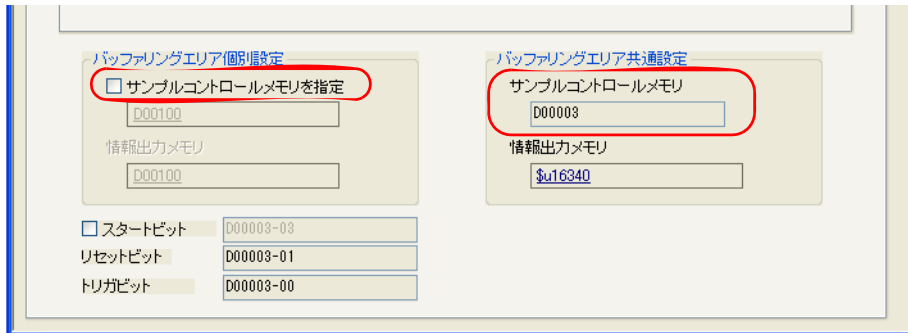 バッファリングエリア個別設定
サンプルコントロールメモリを指定
D00100
情報出力メモリ
D00100
バッファリングエリア共通設定
サンプルコントロールメモリ
D00003
情報出力メモリ
$u16340
スタートビット D00003-03
リセットビット D00003-01
トリガビット D00003-00